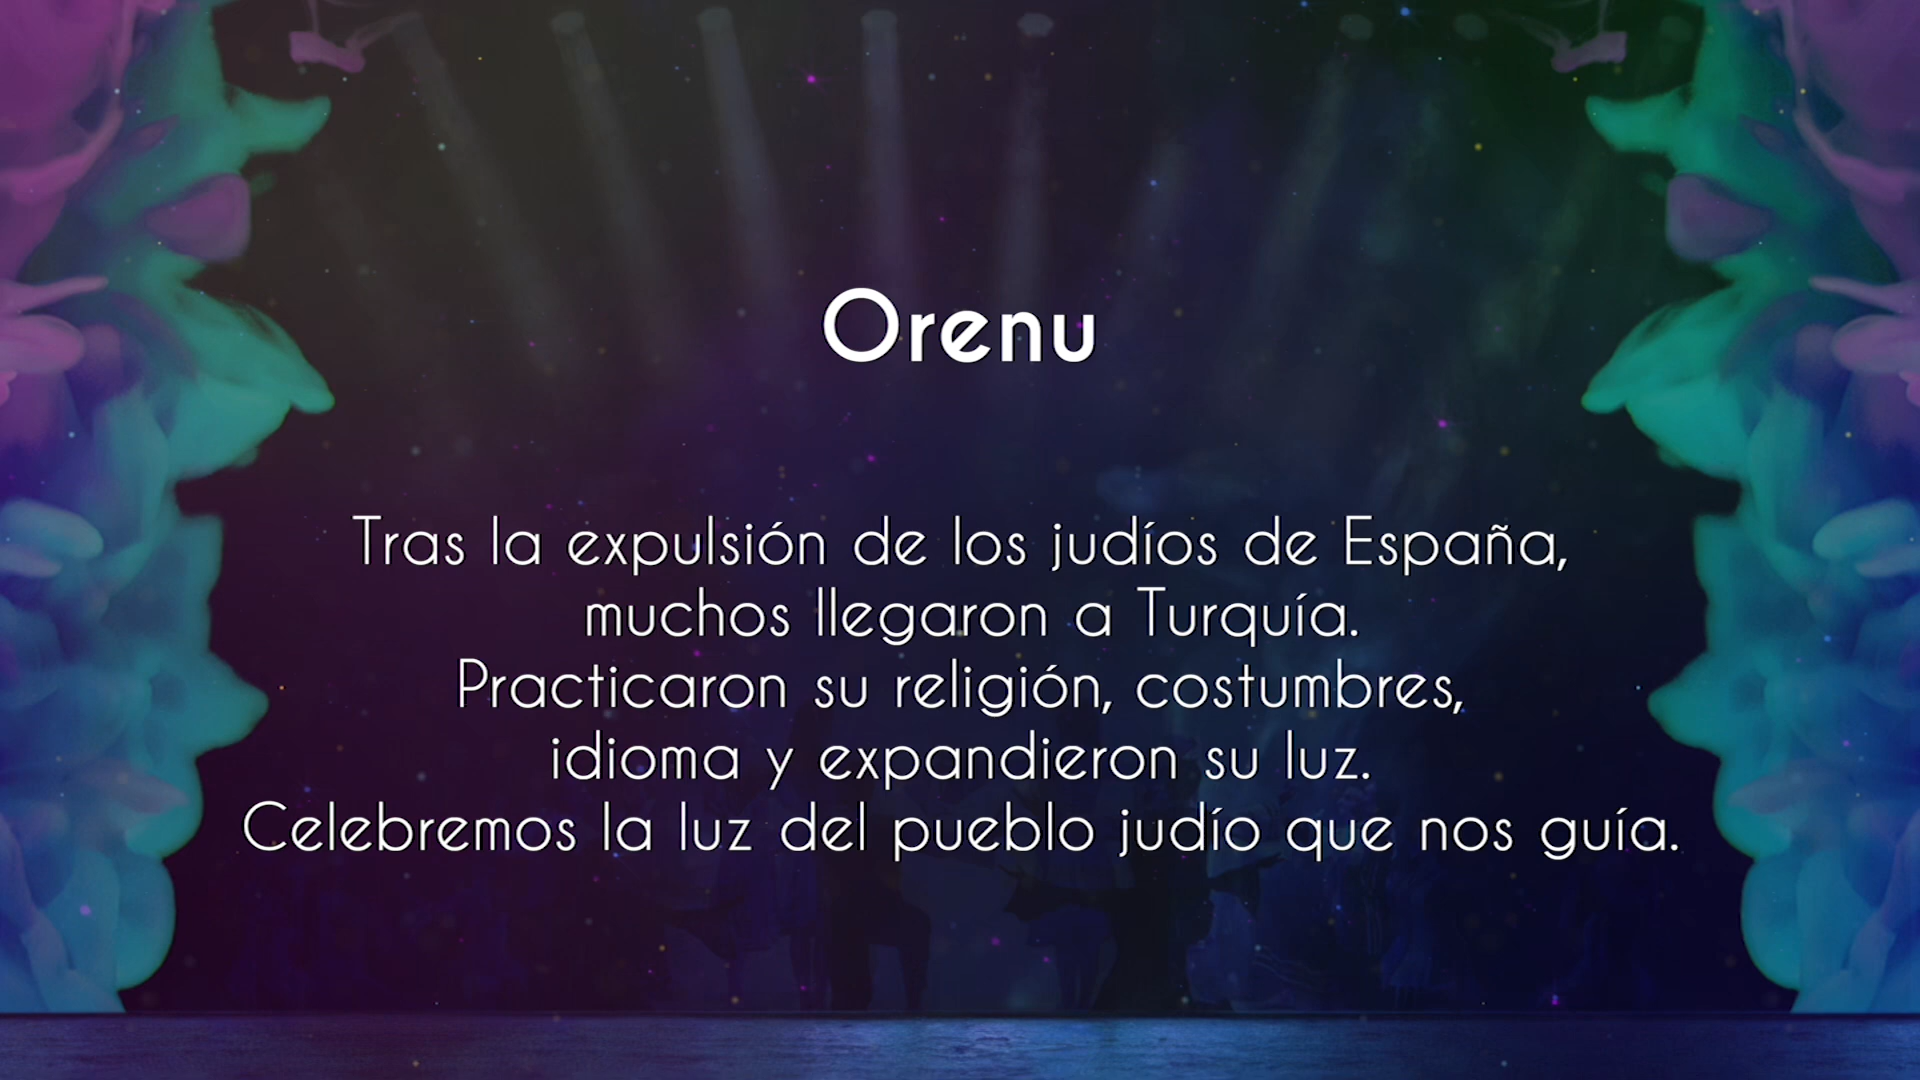 Orenu
Tras la expulsión de los judíos de España,
muchos llegaron a Turquía.
Practicaron su religión, costumbres,
idioma y expandieron su luz.
Celebremos la luz del pueblo judío que nos guía.